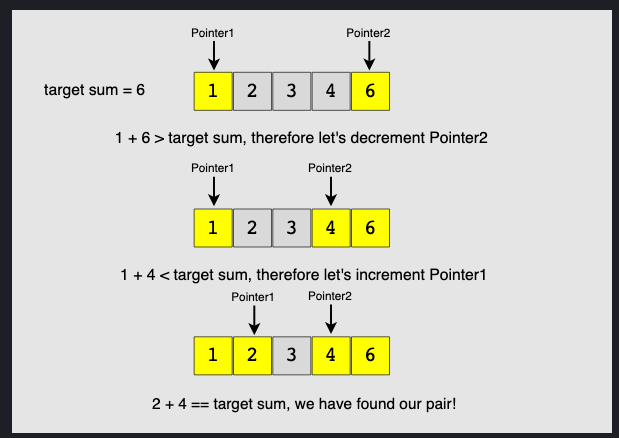 Pointer1 Pointer2
target sum = 6 1 2 3 4 6
1 + 6 > target sum, therefore let's decrement Pointer2
Pointer1 Pointer2
1 2 3 4 6
1 + 4 < target sum, therefore let's increment Pointer1
Pointer1 Pointer2
1 2 3 4 6
2 + 4 == target sum, we have found our pair!